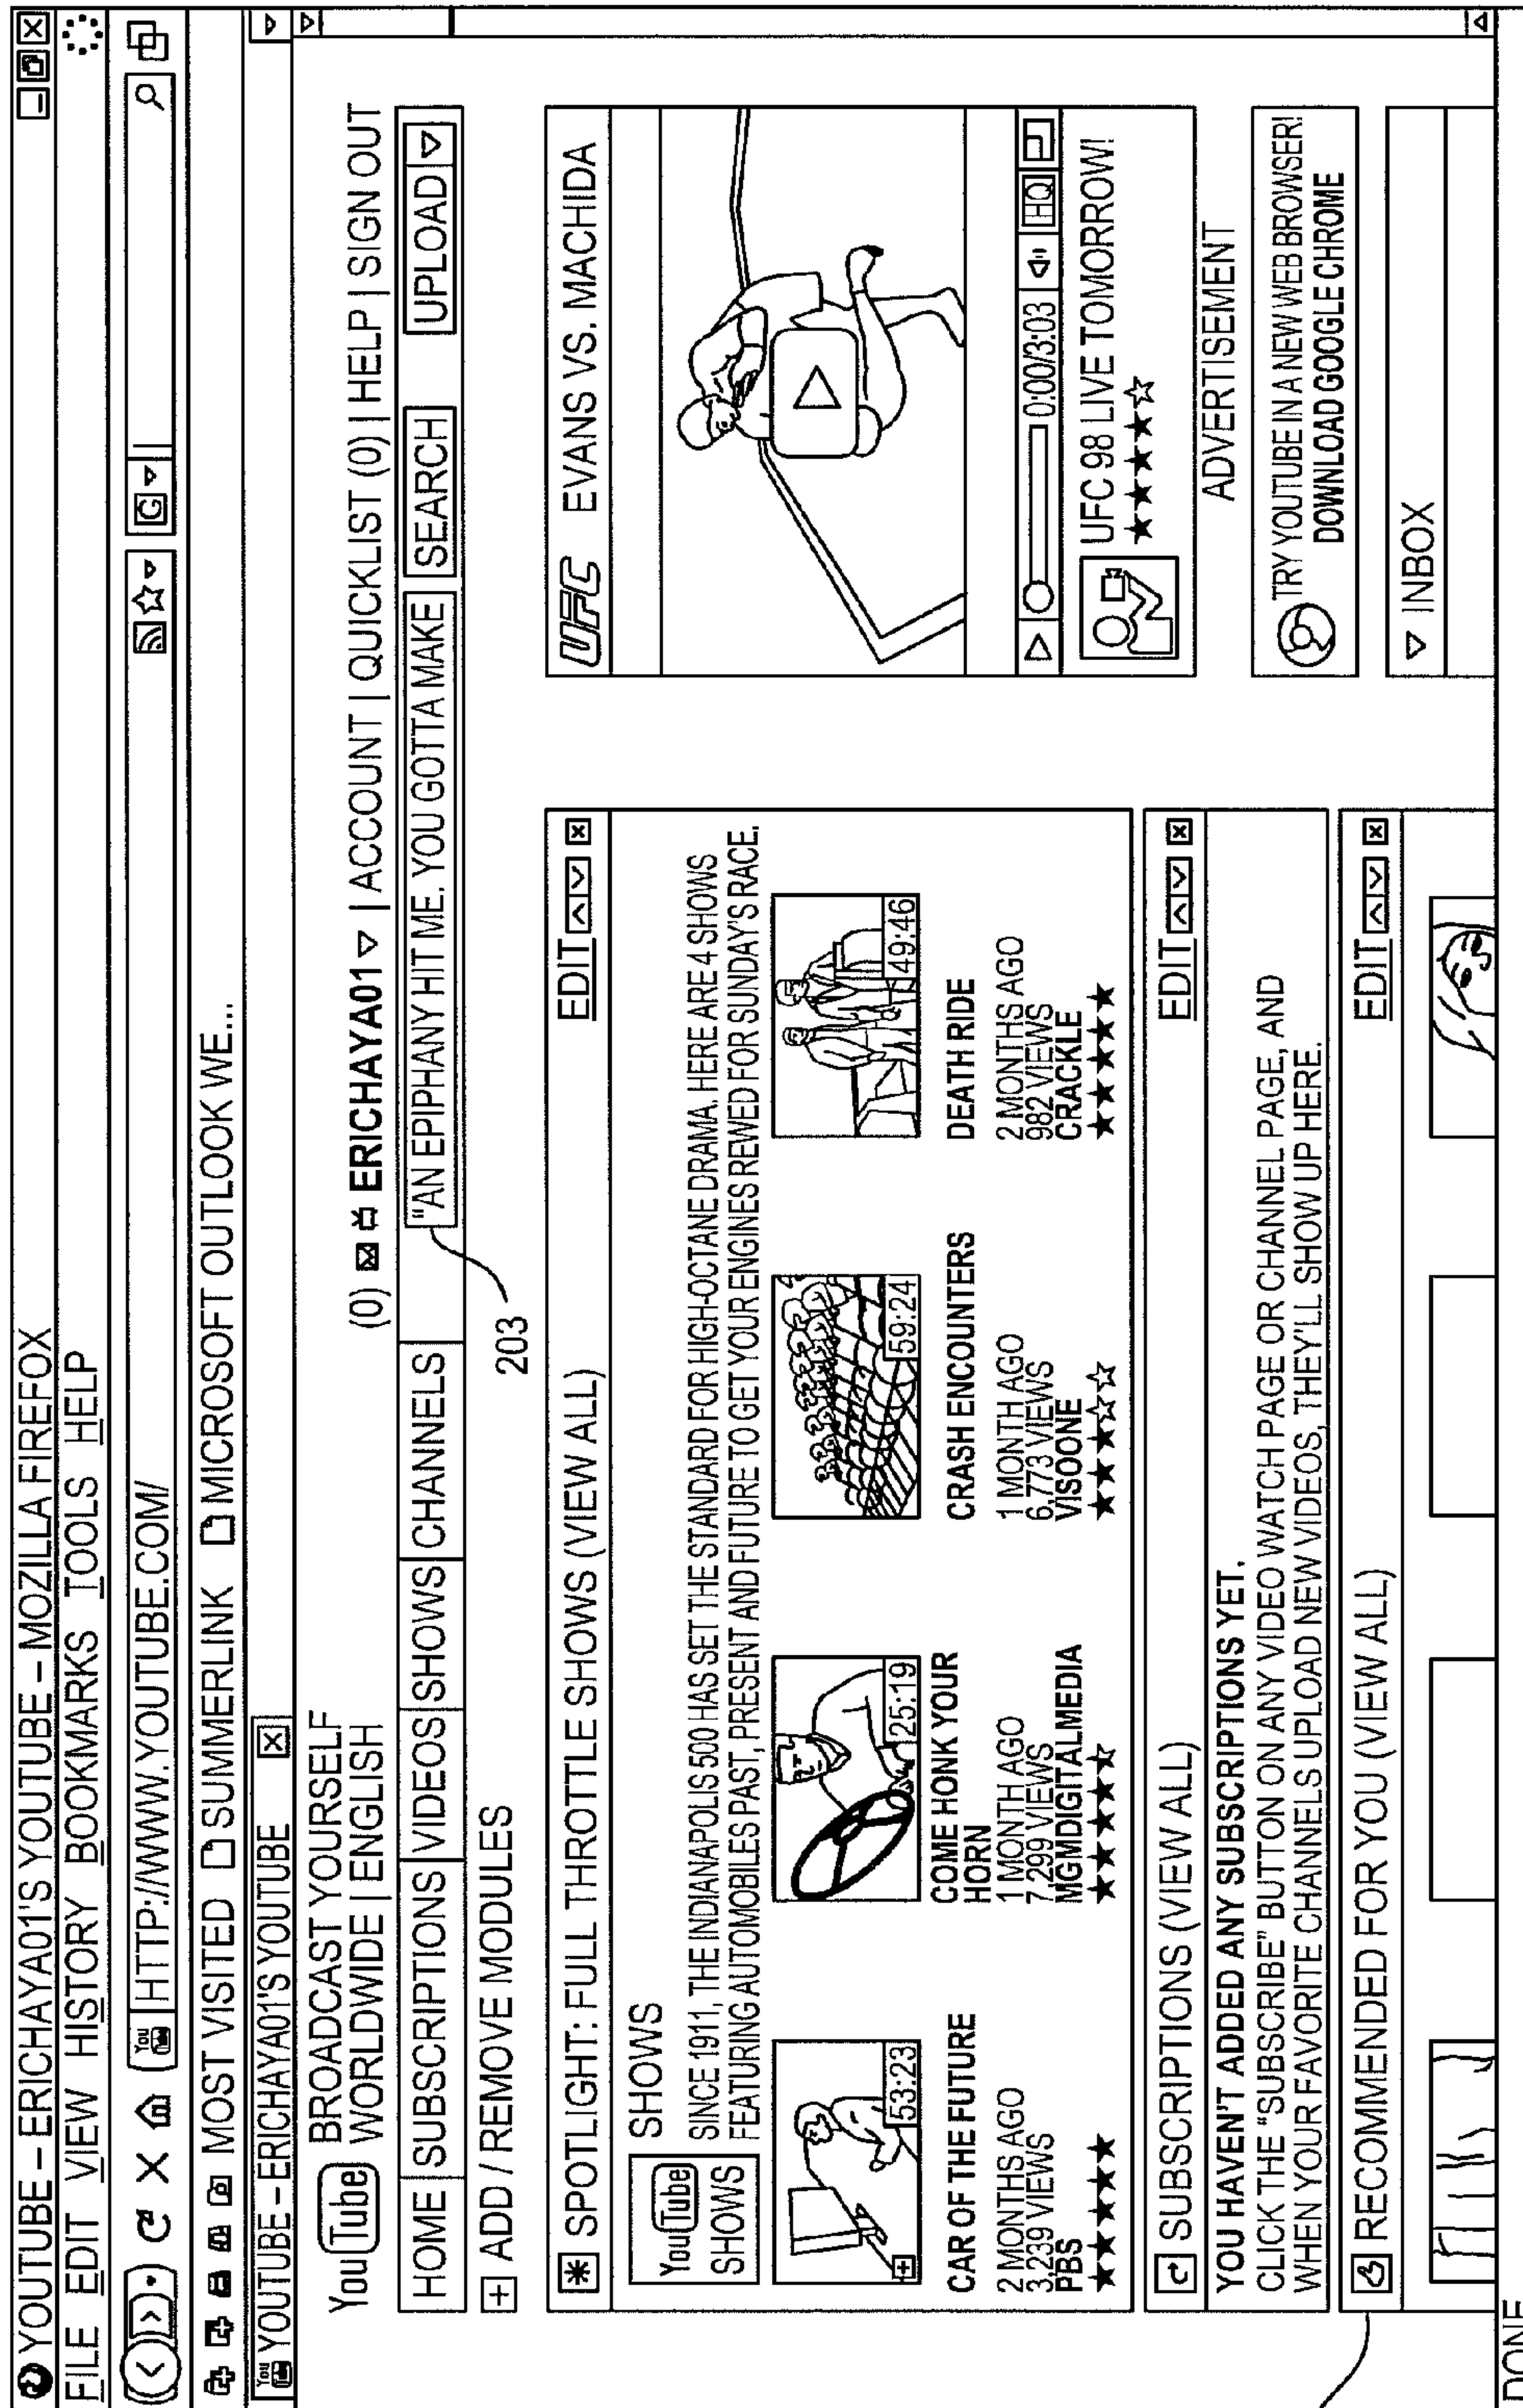 YOUTUBE – ERICHAYA01'S YOUTUBE – MOZILLA FIREFOX
FILE EDIT VIEW HISTORY BOOKMARKS TOOLS HELP
You Tube HTTP://WWW.YOUTUBE.COM/ G
MOST VISITED SUMMERLINK MICROSOFT OUTLOOK WE...
You Tube YOUTUBE – ERICHAYA01'S YOUTUBE
You Tube BROADCAST YOURSELF
WORLDWIDE | ENGLISH
(0) ERICHAYA01 | ACCOUNT | QUICKLIST (0) | HELP | SIGN OUT
HOME SUBSCRIPTIONS VIDEOS SHOWS CHANNELS "AN EPIPHANY HIT ME. YOU GOTTA MAKE SEARCH UPLOAD
203
+ ADD / REMOVE MODULES
SPOTLIGHT: FULL THROTTLE SHOWS (VIEW ALL) EDIT
You Tube SHOWS
SHOWS
SINCE 1911, THE INDIANAPOLIS 500 HAS SET THE STANDARD FOR HIGH-OCTANE DRAMA. HERE ARE 4 SHOWS
FEATURING AUTOMOBILES PAST, PRESENT AND FUTURE TO GET YOUR ENGINES REWED FOR SUNDAY'S RACE.
53:23
CAR OF THE FUTURE
2 MONTHS AGO
3,239 VIEWS
PBS
25:19
COME HONK YOUR
HORN
1 MONTH AGO
7,299 VIEWS
MGMDIGITALMEDIA
59:24
CRASH ENCOUNTERS
1 MONTH AGO
6,773 VIEWS
VISOONE
49:46
DEATH RIDE
2 MONTHS AGO
982 VIEWS
CRACKLE
SUBSCRIPTIONS (VIEW ALL) EDIT
YOU HAVEN'T ADDED ANY SUBSCRIPTIONS YET.
CLICK THE "SUBSCRIBE" BUTTON ON ANY VIDEO WATCH PAGE OR CHANNEL PAGE, AND
WHEN YOUR FAVORITE CHANNELS UPLOAD NEW VIDEOS, THEY'LL SHOW UP HERE.
RECOMMENDED FOR YOU (VIEW ALL) EDIT
UFC EVANS VS. MACHIDA
0:00/3:03 HQ
UFC 98 LIVE TOMORROW!
ADVERTISEMENT
TRY YOUTUBE IN A NEW WEB BROWSER!
DOWNLOAD GOOGLE CHROME
INBOX
DONE